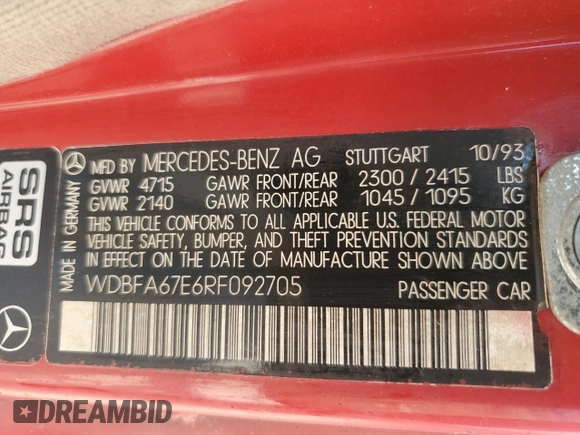 MFD BY MERCEDES-BENZ AG STUTTGART 10/93
GVWR 4715 GAWR FRONT/REAR 2300 / 2415 LBS
GVWR 2140 GAWR FRONT/REAR 1045 / 1095 KG
THIS VEHICLE CONFORMS TO ALL APPLICABLE U.S. FEDERAL MOTOR
VEHICLE SAFETY, BUMPER, AND THEFT PREVENTION STANDARDS
IN EFFECT ON THE DATE OF MANUFACTURE SHOWN ABOVE
WDBFA67E6RF092705 PASSENGER CAR
MADE IN GERMANY
SRS
AIRBAG
DREAMBID